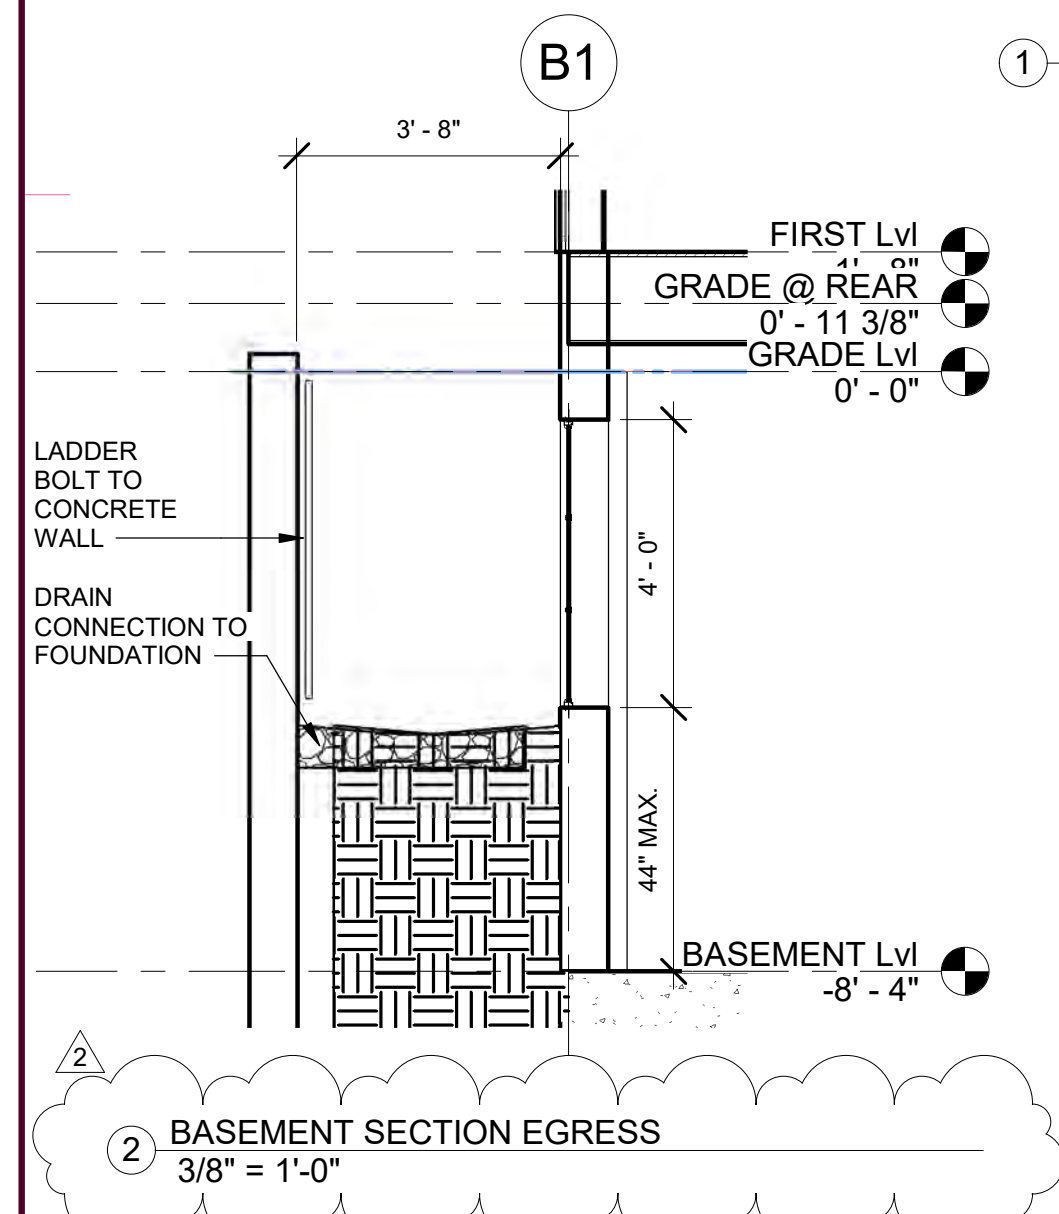 B1
1
3' - 8"
FIRST Lvl
1' - 8"
GRADE @ REAR
0' - 11 3/8"
GRADE Lvl
0' - 0"
LADDER
BOLT TO
CONCRETE
WALL
4' - 0"
DRAIN
CONNECTION TO
FOUNDATION
44" MAX.
BASEMENT Lvl
-8' - 4"
2
2
BASEMENT SECTION EGRESS
3/8" = 1'-0"